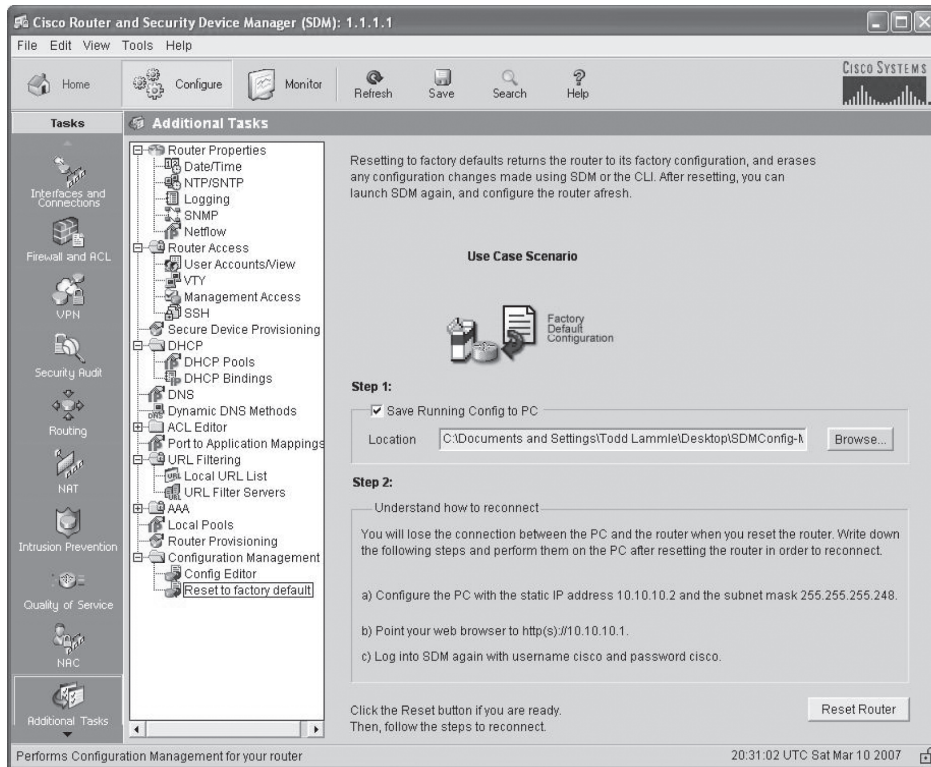 Cisco Router and Security Device Manager (SDM): 1.1.1.1
File Edit View Tools Help
Home Configure Monitor Refresh Save Search Help
CISCO SYSTEMS
Tasks
Additional Tasks
Interfaces and
Connections
Firewall and ACL
VPN
Security Audit
Routing
NAT
Intrusion Prevention
Quality of Service
NAC
Additional Tasks
Router Properties
Date/Time
NTP/SNTP
Logging
SNMP
Netflow
Router Access
User Accounts/View
VTY
Management Access
SSH
Secure Device Provisioning
DHCP
DHCP Pools
DHCP Bindings
DNS
Dynamic DNS Methods
ACL Editor
Port to Application Mappings
URL Filtering
Local URL List
URL Filter Servers
AAA
Local Pools
Router Provisioning
Configuration Management
Config Editor
Reset to factory default
Resetting to factory defaults returns the router to its factory configuration, and erases
any configuration changes made using SDM or the CLI. After resetting, you can
launch SDM again, and configure the router afresh.
Use Case Scenario
Factory
Default
Configuration
Step 1:
Save Running Config to PC
Location C:\Documents and Settings\Todd Lammle\Desktop\SDMConfig-M Browse...
Step 2:
Understand how to reconnect
You will lose the connection between the PC and the router when you reset the router. Write down
the following steps and perform them on the PC after resetting the router in order to reconnect.
a) Configure the PC with the static IP address 10.10.10.2 and the subnet mask 255.255.255.248.
b) Point your web browser to http(s)://10.10.10.1.
c) Log into SDM again with username cisco and password cisco.
Click the Reset button if you are ready.
Then, follow the steps to reconnect.
Reset Router
Performs Configuration Management for your router
20:31:02 UTC Sat Mar 10 2007